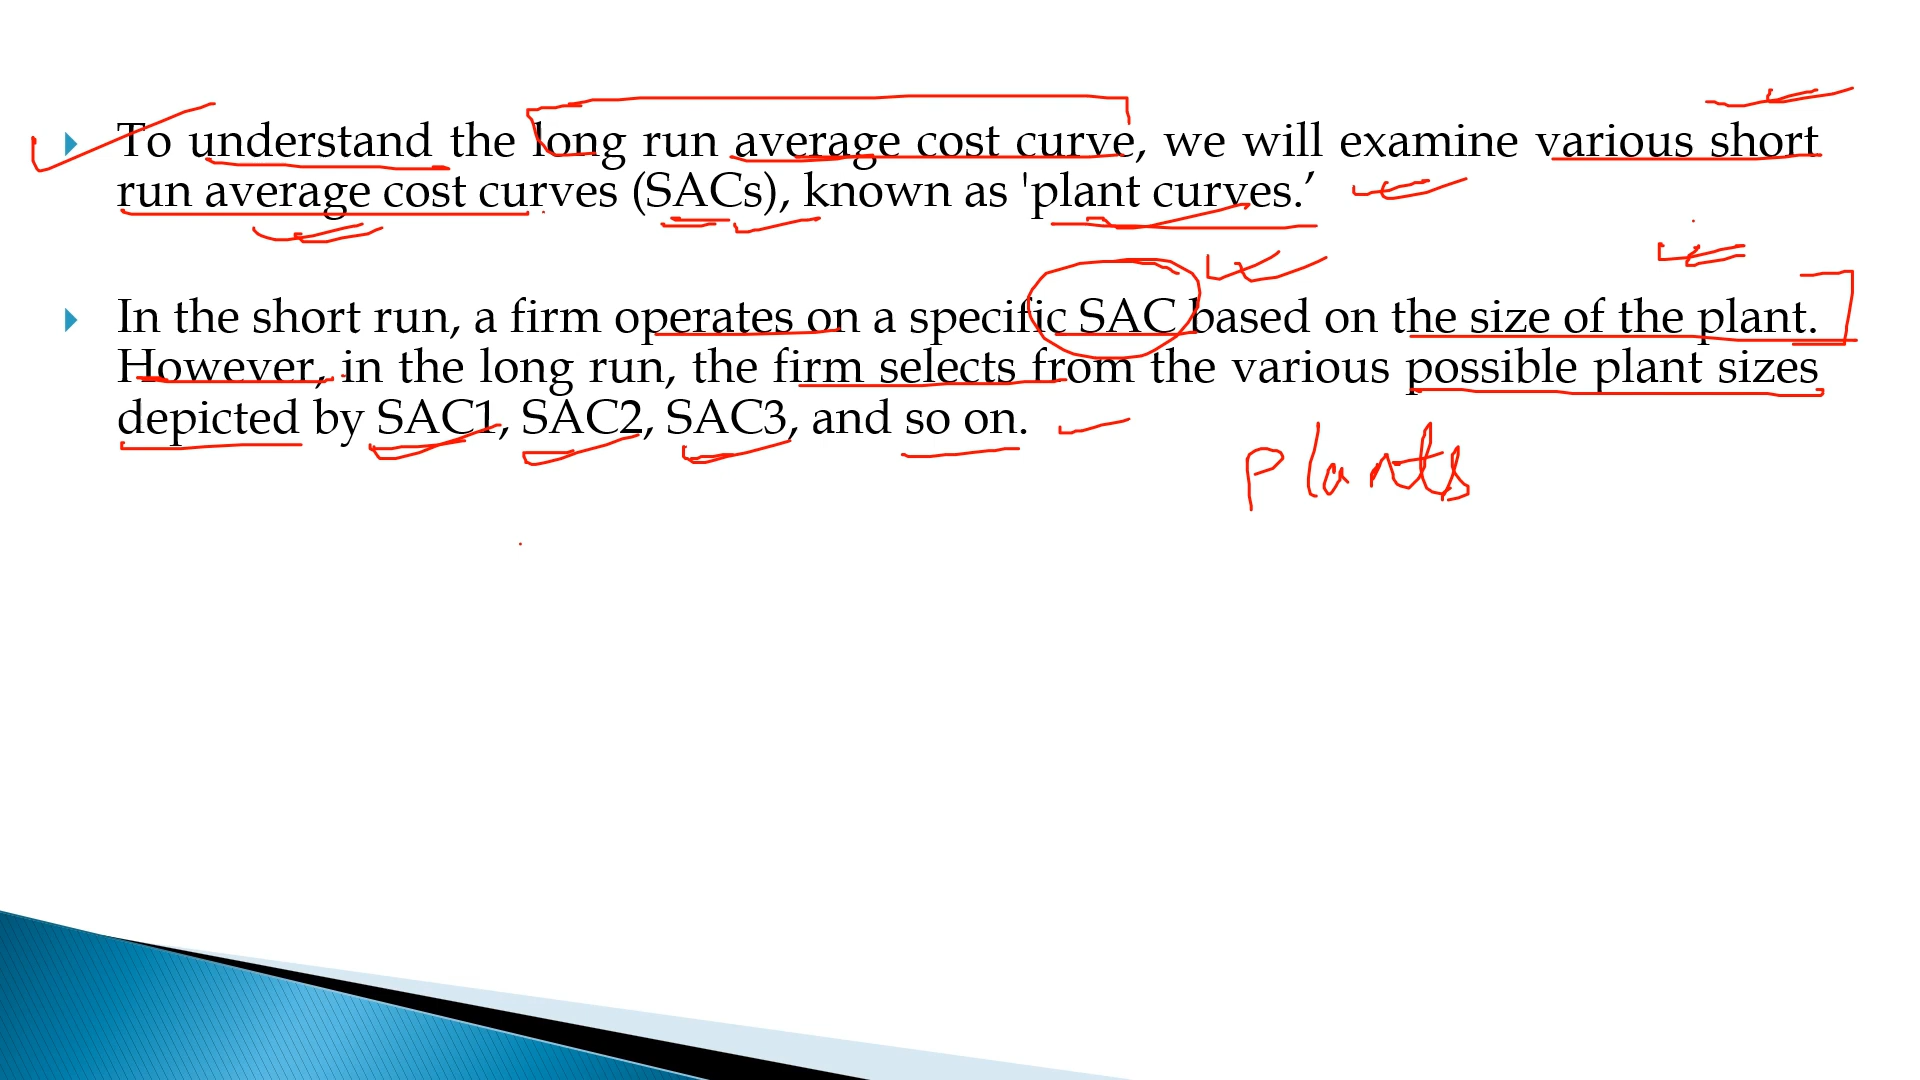 To understand the long run average cost curve, we will examine various short
run average cost curves (SACs), known as 'plant curves.’
In the short run, a firm operates on a specific SAC based on the size of the plant.
However, in the long run, the firm selects from the various possible plant sizes
depicted by SAC1, SAC2, SAC3, and so on.
Plants